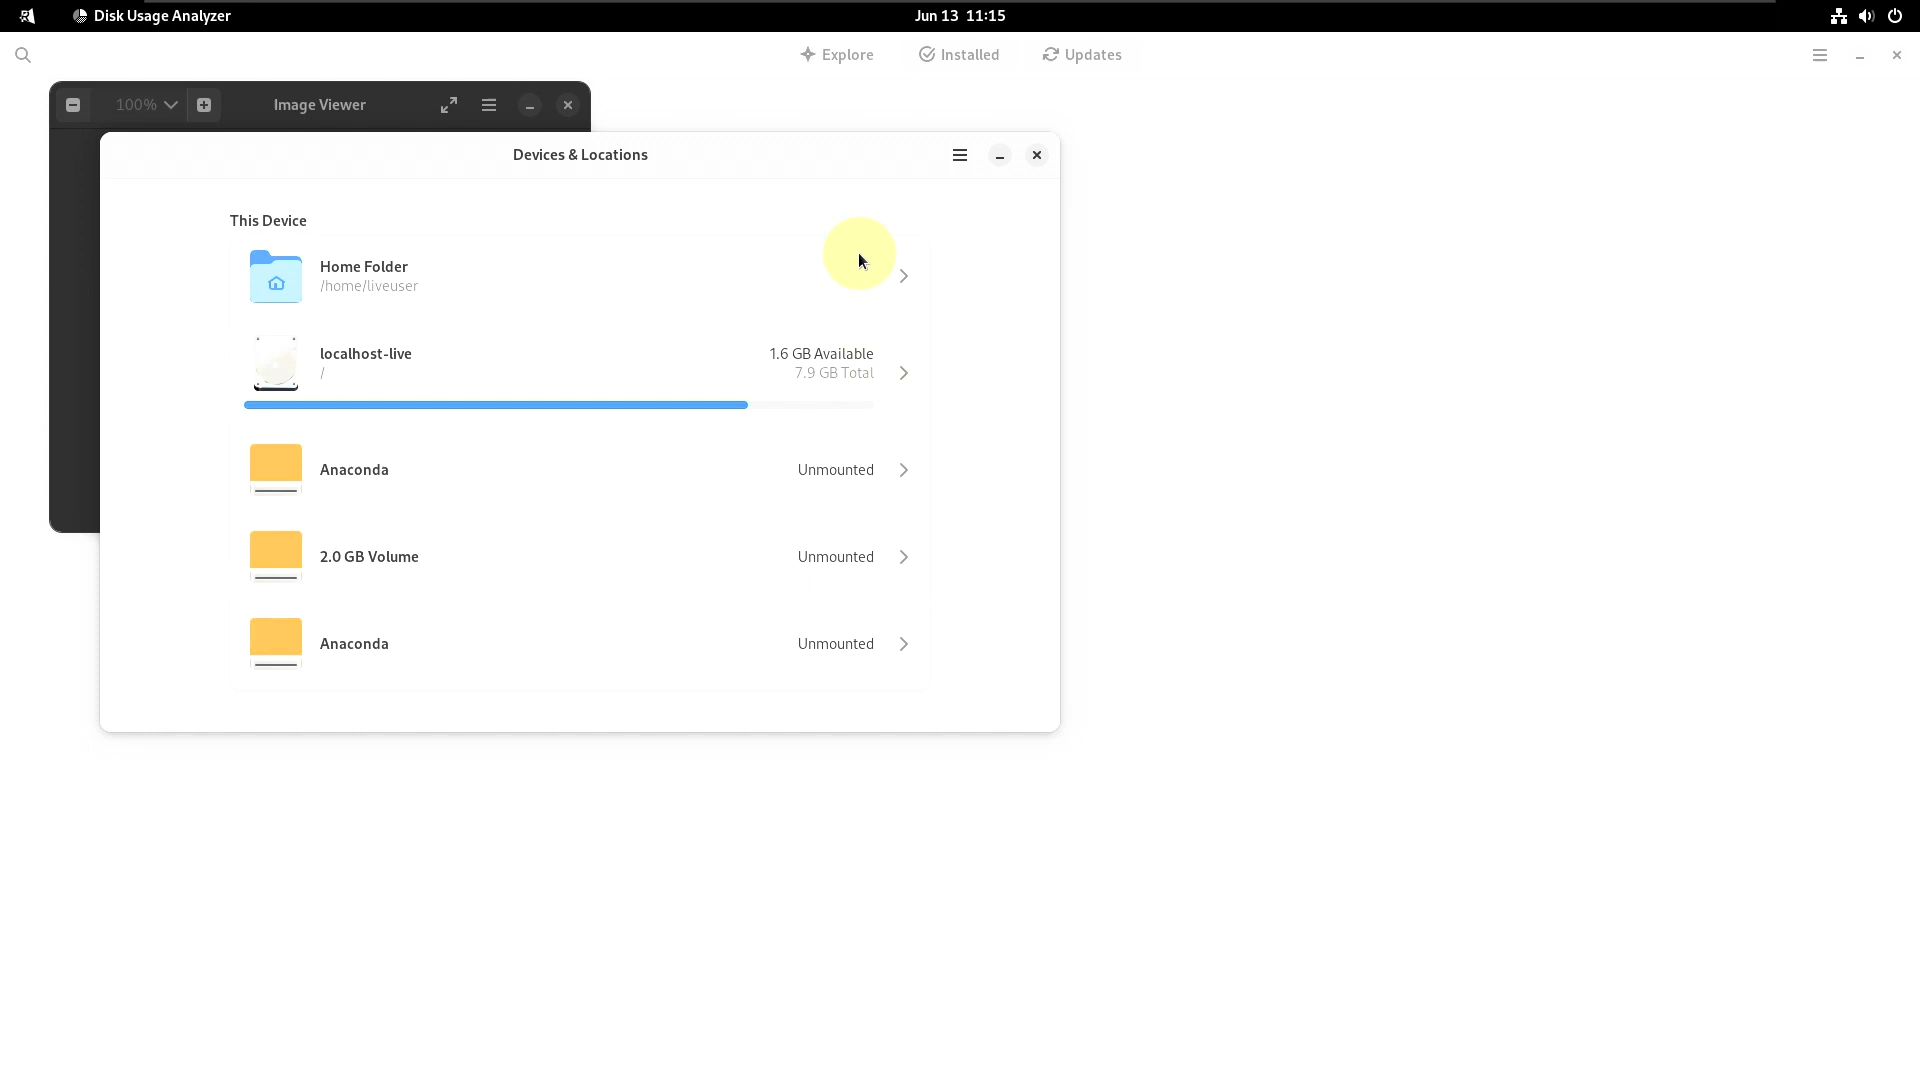 Disk Usage Analyzer
Jun 13 11:15
Explore
Installed
Updates
100%
Image Viewer
Devices & Locations
This Device
Home Folder
/home/liveuser
localhost-live
1.6 GB Available
/
7.9 GB Total
Anaconda
Unmounted
2.0 GB Volume
Unmounted
Anaconda
Unmounted